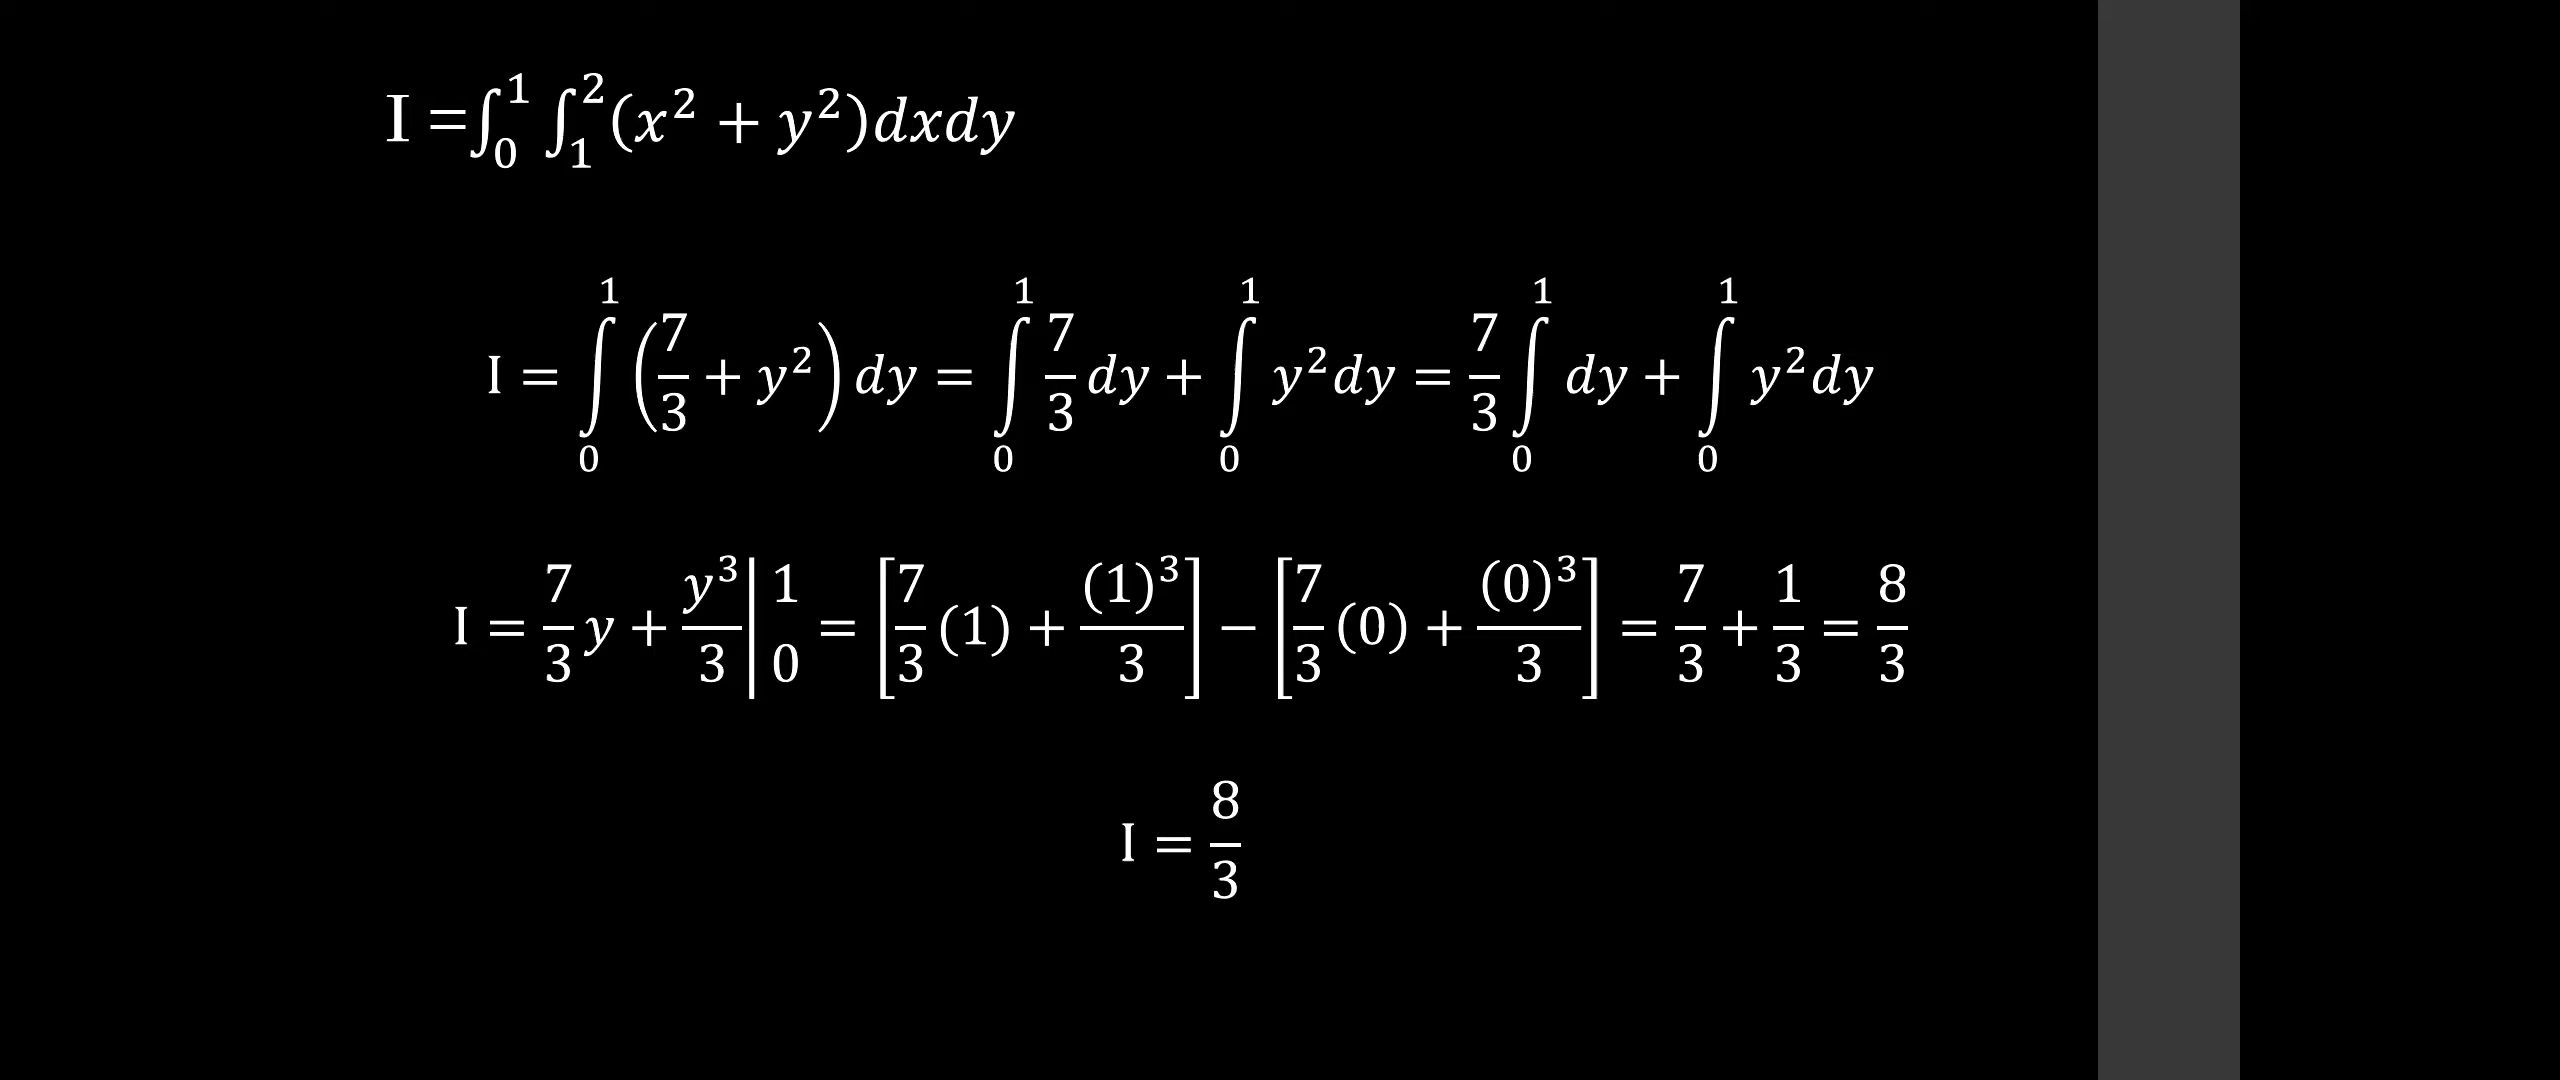 I =∫₀¹ ∫₁²(x² + y²)dxdy
I = ∫₀¹ (7/3 + y²) dy = ∫₀¹ 7/3 dy + ∫₀¹ y²dy = 7/3 ∫₀¹ dy + ∫₀¹ y²dy
I = 7/3 y + y³/3 |₀¹ = [7/3 (1) + (1)³/3] − [7/3 (0) + (0)³/3] = 7/3 + 1/3 = 8/3
I = 8/3